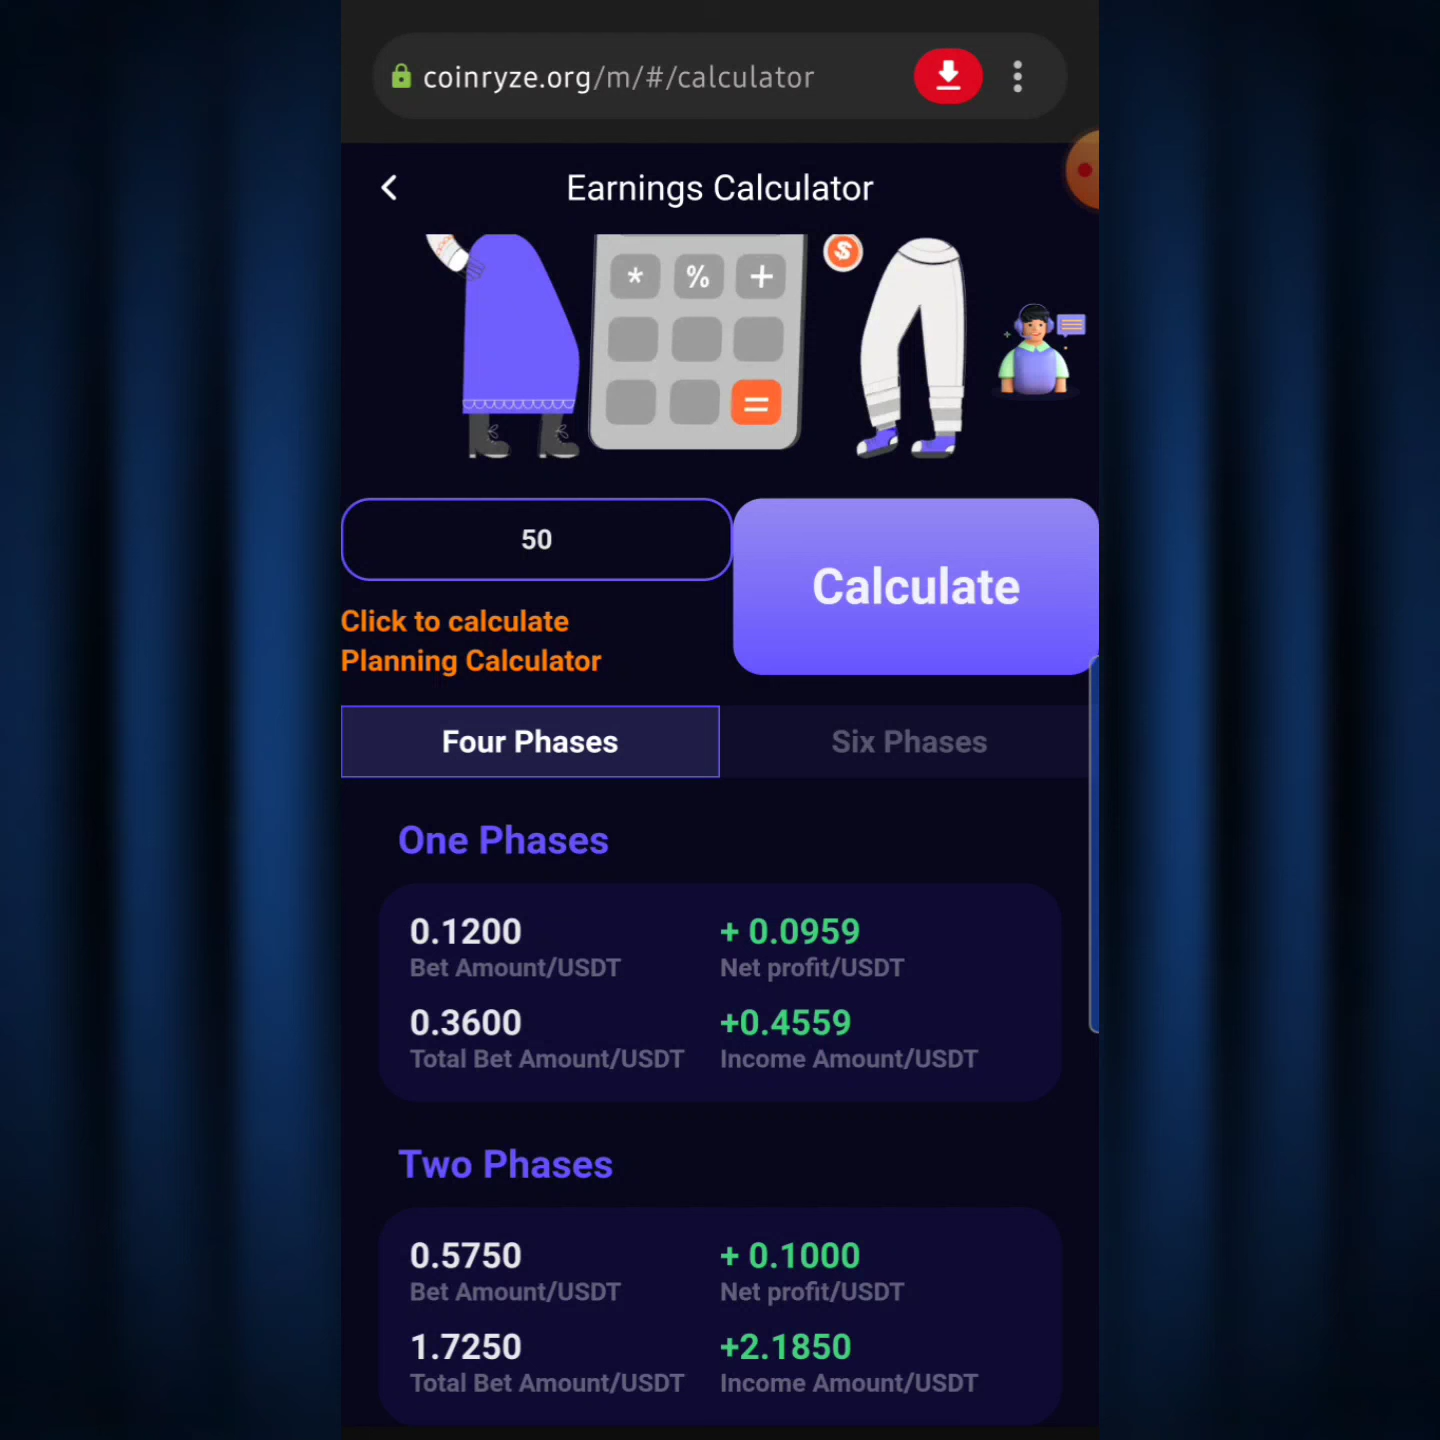 coinryze.org/m/#/calculator
Earnings Calculator
* % +
$
=
50
Calculate
Click to calculate
Planning Calculator
Four Phases
Six Phases
One Phases
0.1200
+ 0.0959
Bet Amount/USDT
Net profit/USDT
0.3600
+0.4559
Total Bet Amount/USDT
Income Amount/USDT
Two Phases
0.5750
+ 0.1000
Bet Amount/USDT
Net profit/USDT
1.7250
+2.1850
Total Bet Amount/USDT
Income Amount/USDT